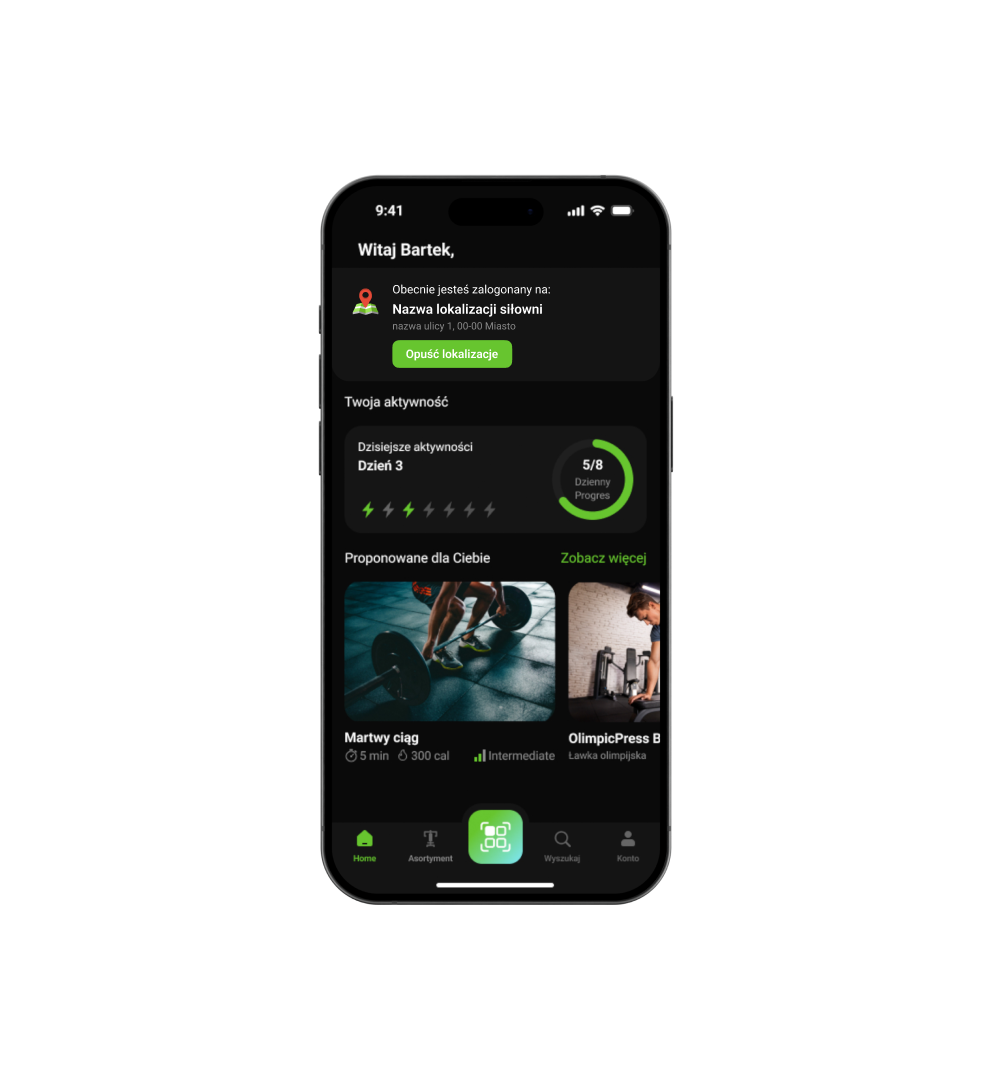 9:41
Witaj Bartek,
Obecnie jesteś zalogonany na:
Nazwa lokalizacji siłowni
nazwa ulicy 1, 00-00 Miasto
Opuść lokalizacje
Twoja aktywność
Dzisiejsze aktywności
Dzień 3
5/8
Dzienny
Progres
Proponowane dla Ciebie
Zobacz więcej
Martwy ciąg
5 min 300 cal Intermediate
OlimpicPress B
Ławka olimpijska
Home Asortyment Wyszukaj Konto